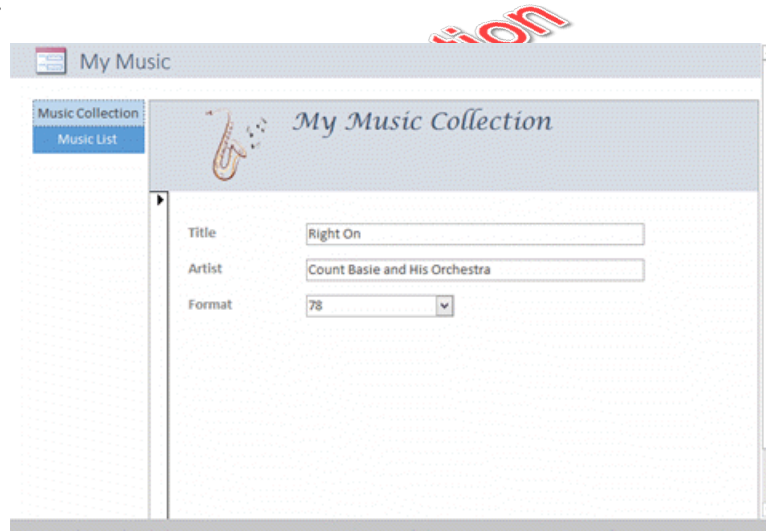 My Music
Music Collection
Music List
My Music Collection
Title
Right On
Artist
Count Basie and His Orchestra
Format
78